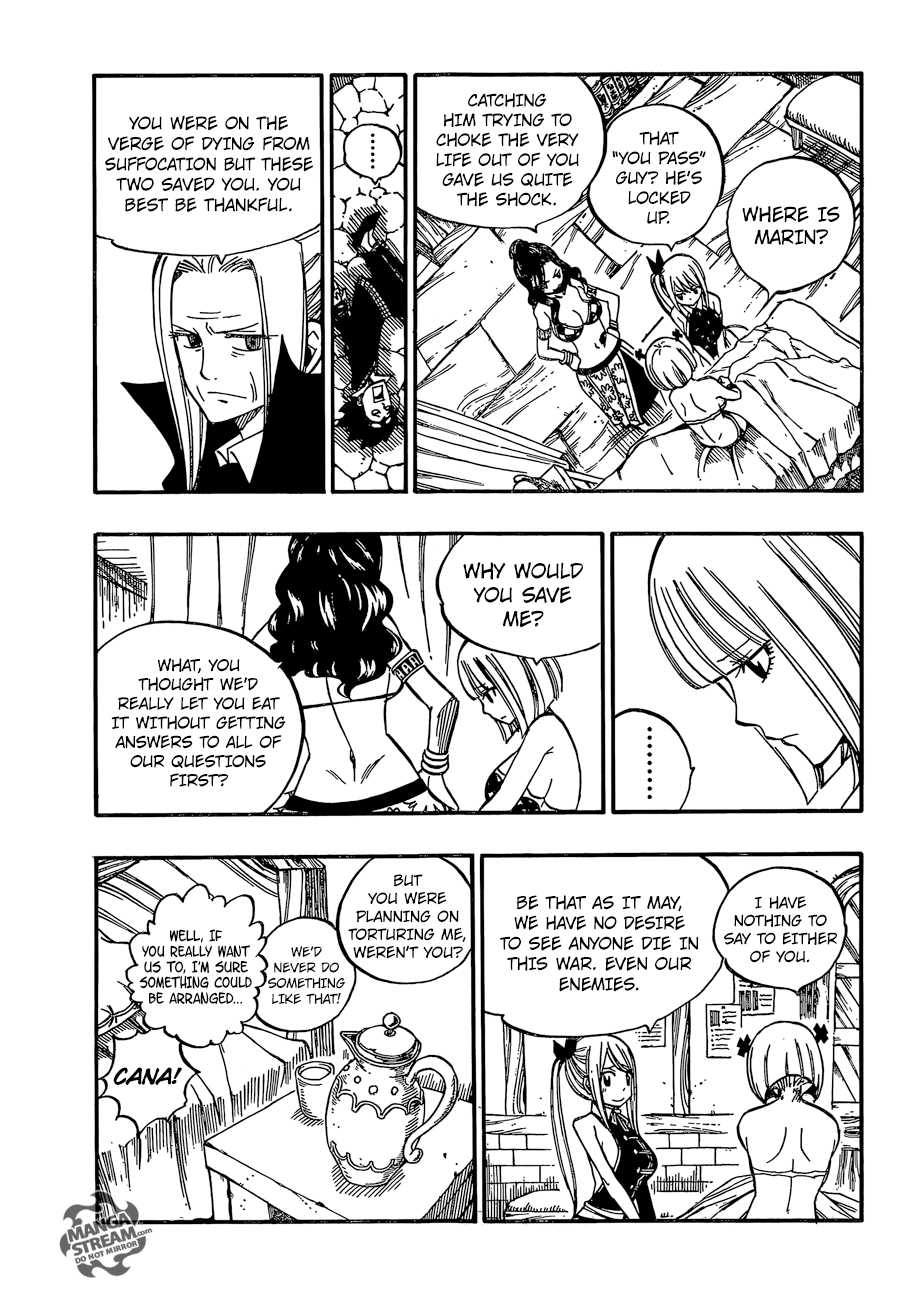 WHERE IS
MARIN?
THAT
"YOU PASS"
GUY? HE'S
LOCKED
UP.
CATCHING
HIM TRYING TO
CHOKE THE VERY
LIFE OUT OF YOU
GAVE US QUITE
THE SHOCK.
........
YOU WERE ON THE
VERGE OF DYING FROM
SUFFOCATION BUT THESE
TWO SAVED YOU. YOU
BEST BE THANKFUL.
........
WHY WOULD
YOU SAVE
ME?
WHAT, YOU
THOUGHT WE'D
REALLY LET YOU EAT
IT WITHOUT GETTING
ANSWERS TO ALL OF
OUR QUESTIONS
FIRST?
I HAVE
NOTHING TO
SAY TO EITHER
OF YOU.
BE THAT AS IT MAY,
WE HAVE NO DESIRE
TO SEE ANYONE DIE IN
THIS WAR. EVEN OUR
ENEMIES.
BUT
YOU WERE
PLANNING ON
TORTURING ME,
WEREN'T YOU?
WE'D
NEVER DO
SOMETHING
LIKE THAT!
WELL, IF
YOU REALLY WANT
US TO, I'M SURE
SOMETHING COULD
BE ARRANGED...
CANA!
MANGA
STREAM.com
DO NOT MIRROR